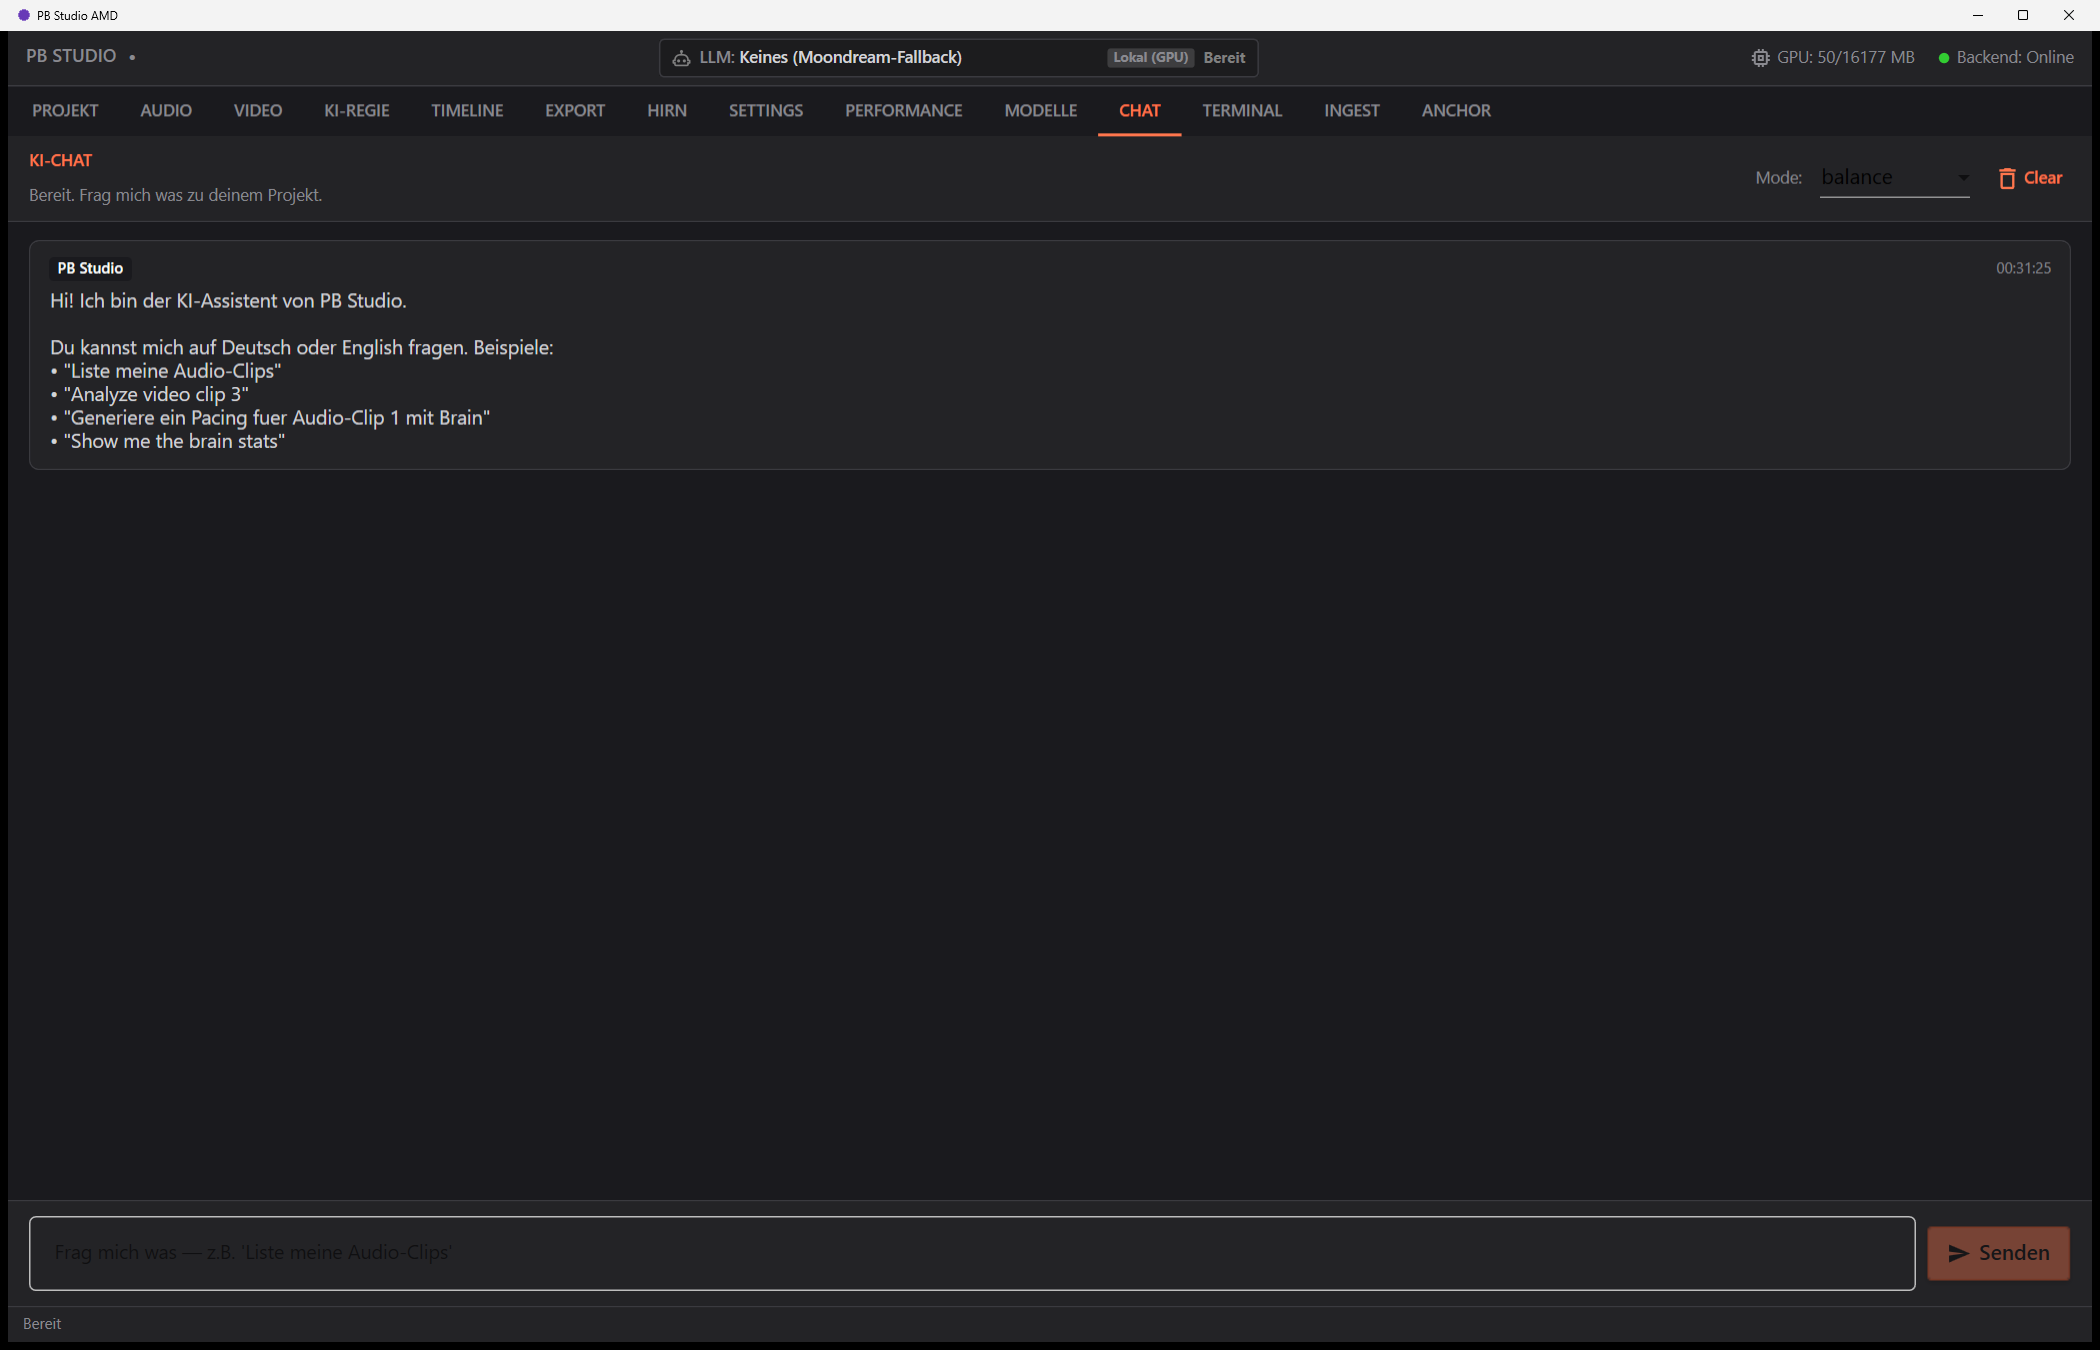 PB Studio AMD
PB STUDIO •
LLM: Keines (Moondream-Fallback) Lokal (GPU) Bereit
GPU: 50/16177 MB Backend: Online
PROJEKT AUDIO VIDEO KI-REGIE TIMELINE EXPORT HIRN SETTINGS PERFORMANCE MODELLE CHAT TERMINAL INGEST ANCHOR
KI-CHAT
Bereit. Frag mich was zu deinem Projekt.
Mode: balance Clear
PB Studio 00:31:25
Hi! Ich bin der KI-Assistent von PB Studio.
Du kannst mich auf Deutsch oder English fragen. Beispiele:
• "Liste meine Audio-Clips"
• "Analyze video clip 3"
• "Generiere ein Pacing fuer Audio-Clip 1 mit Brain"
• "Show me the brain stats"
Frag mich was — z.B. 'Liste meine Audio-Clips'
Senden
Bereit